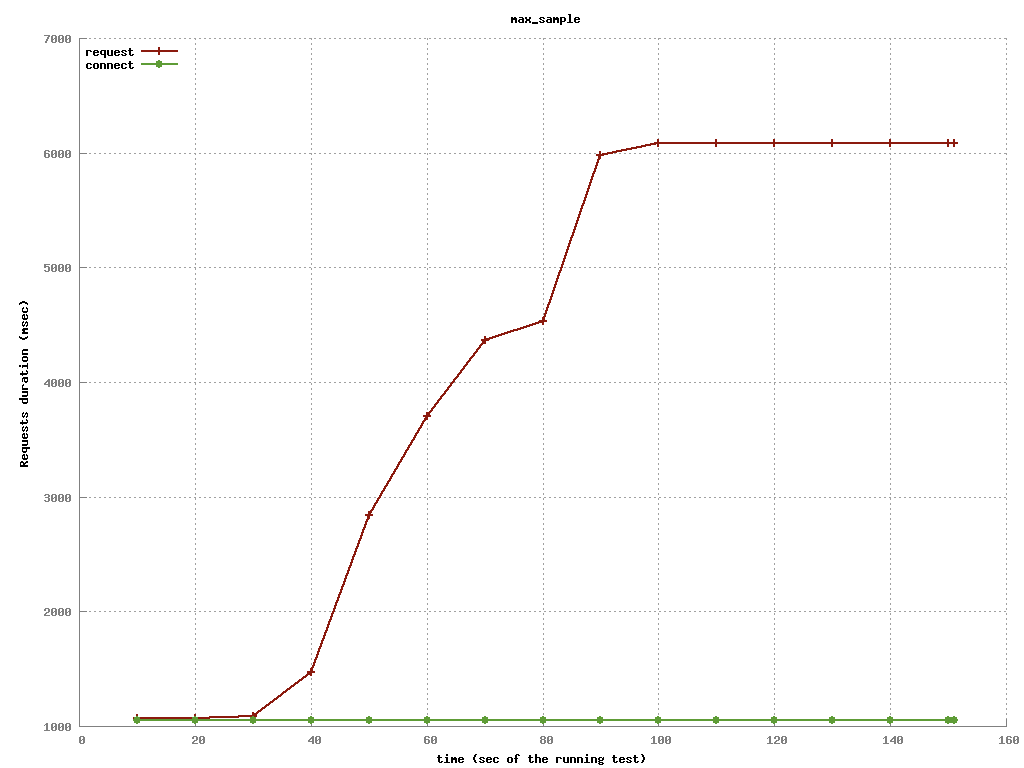 max_sample
7000
request
connect
6000
5000
4000
3000
2000
1000
Requests duration (msec)
0 20 40 60 80 100 120 140 160
time (sec of the running test)